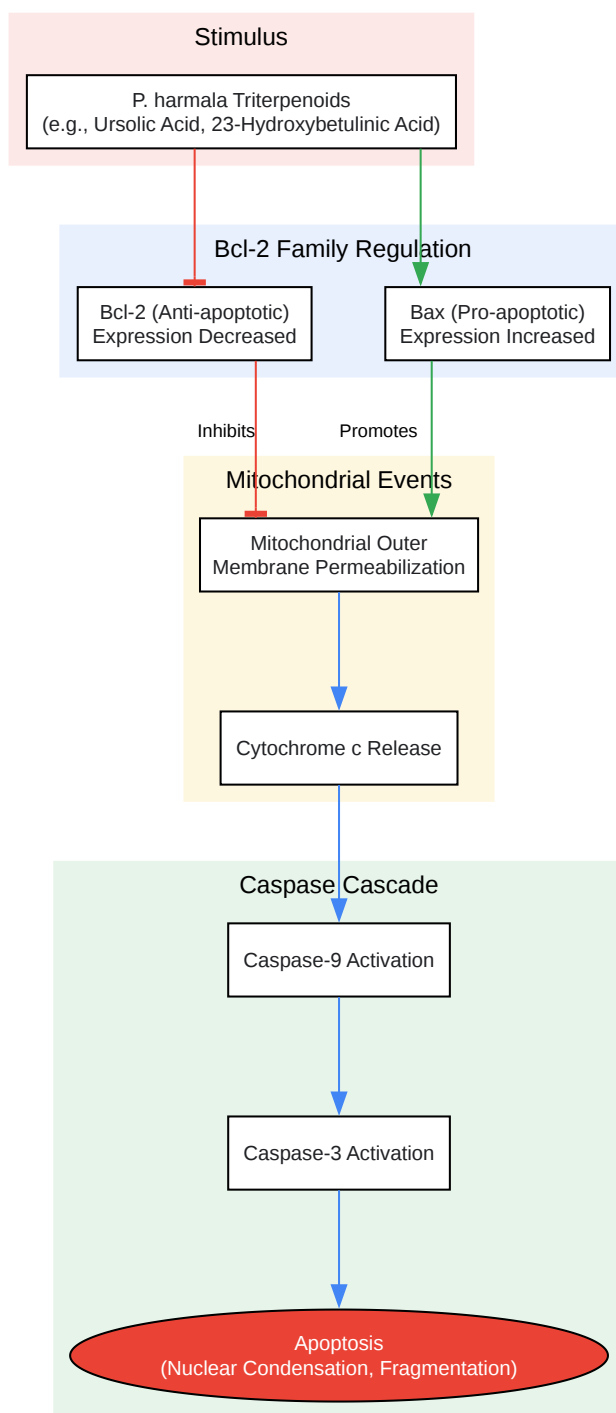 Stimulus
P. harmala Triterpenoids
(e.g., Ursolic Acid, 23-Hydroxybetulinic Acid)
Bcl-2 Family Regulation
Bcl-2 (Anti-apoptotic)
Expression Decreased
Bax (Pro-apoptotic)
Expression Increased
Inhibits
Promotes
Mitochondrial Events
Mitochondrial Outer
Membrane Permeabilization
Cytochrome c Release
Caspase Cascade
Caspase-9 Activation
Caspase-3 Activation
Apoptosis
(Nuclear Condensation, Fragmentation)